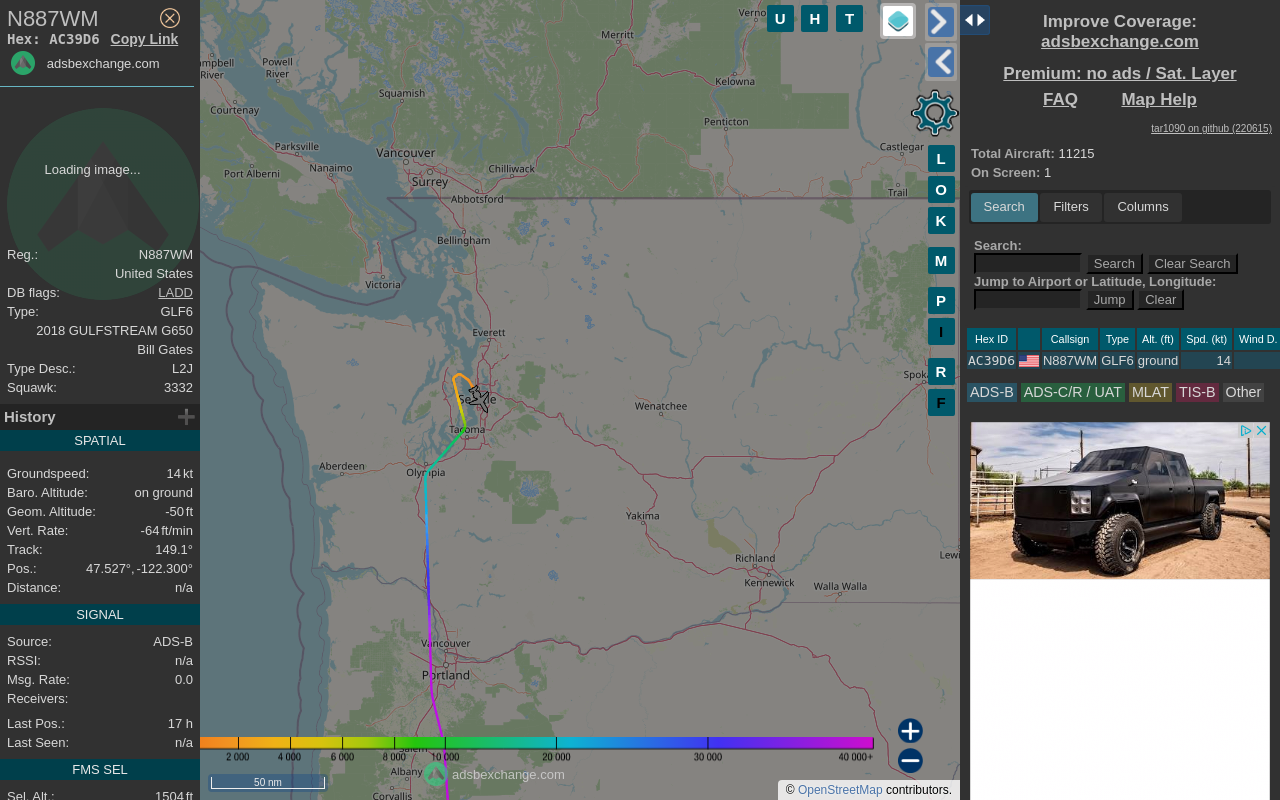 N887WM
Hex: AC39D6 Copy Link
adsbexchange.com
Loading image...
Reg.: N887WM
United States
DB flags: LADD
Type: GLF6
2018 GULFSTREAM G650
Bill Gates
Type Desc.: L2J
Squawk: 3332
History
SPATIAL
Groundspeed: 14 kt
Baro. Altitude: on ground
Geom. Altitude: -50 ft
Vert. Rate: -64 ft/min
Track: 149.1°
Pos.: 47.527°, -122.300°
Distance: n/a
SIGNAL
Source: ADS-B
RSSI: n/a
Msg. Rate: 0.0
Receivers:
Last Pos.: 17 h
Last Seen: n/a
FMS SEL
Sel. Alt.: 1504 ft
U H T
L
O
K
M
P
I
R
F
Merritt
Powell
River
River
Squamish
Kelowna
Courtenay
Penticton
Parksville
Vancouver
Castlegar
Nanaimo
Chilliwack
Port Alberni
Surrey
Trail
Abbotsford
Bellingham
Victoria
Everett
Wenatchee
Tacoma
Aberdeen
Olympia
Yakima
Richland
Kennewick
Walla Walla
Vancouver
Portland
Salem
Albany
Corvallis
2 000 4 000 6 000 8 000 10 000 20 000 30 000 40 000+
50 nm
adsbexchange.com
© OpenStreetMap contributors.
Improve Coverage:
adsbexchange.com
Premium: no ads / Sat. Layer
FAQ Map Help
tar1090 on github (220615)
Total Aircraft: 11215
On Screen: 1
Search Filters Columns
Search:
Search Clear Search
Jump to Airport or Latitude, Longitude:
Jump Clear
Hex ID Callsign Type Alt. (ft) Spd. (kt) Wind D.
AC39D6 N887WM GLF6 ground 14
ADS-B ADS-C/R / UAT MLAT TIS-B Other